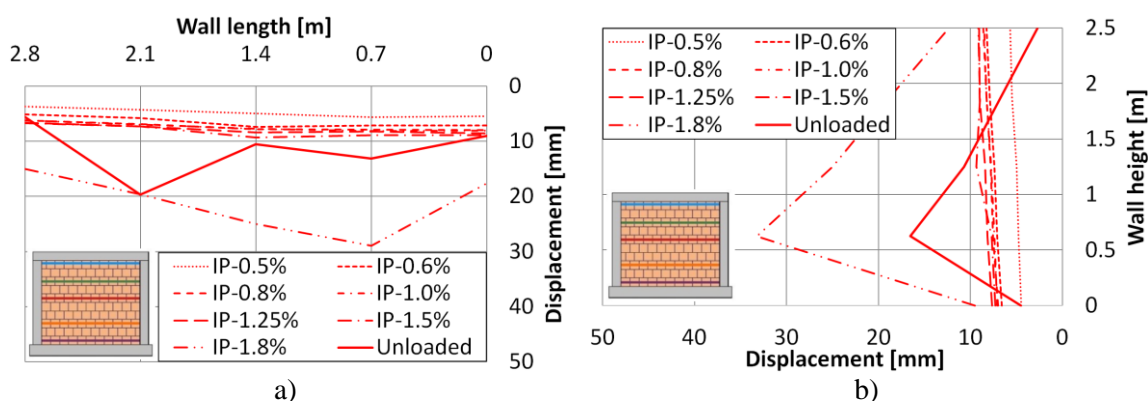 Wall length [m]
2.8 2.1 1.4 0.7 0
0
10
20
30
40
50
Displacement [mm]
IP-0.5% IP-0.6%
IP-0.8% IP-1.0%
IP-1.25% IP-1.5%
IP-1.8% Unloaded
a)
IP-0.5% IP-0.6%
IP-0.8% IP-1.0%
IP-1.25% IP-1.5%
IP-1.8% Unloaded
2.5
2
1.5
1
0.5
0
Wall height [m]
50 40 30 20 10 0
Displacement [mm]
b)